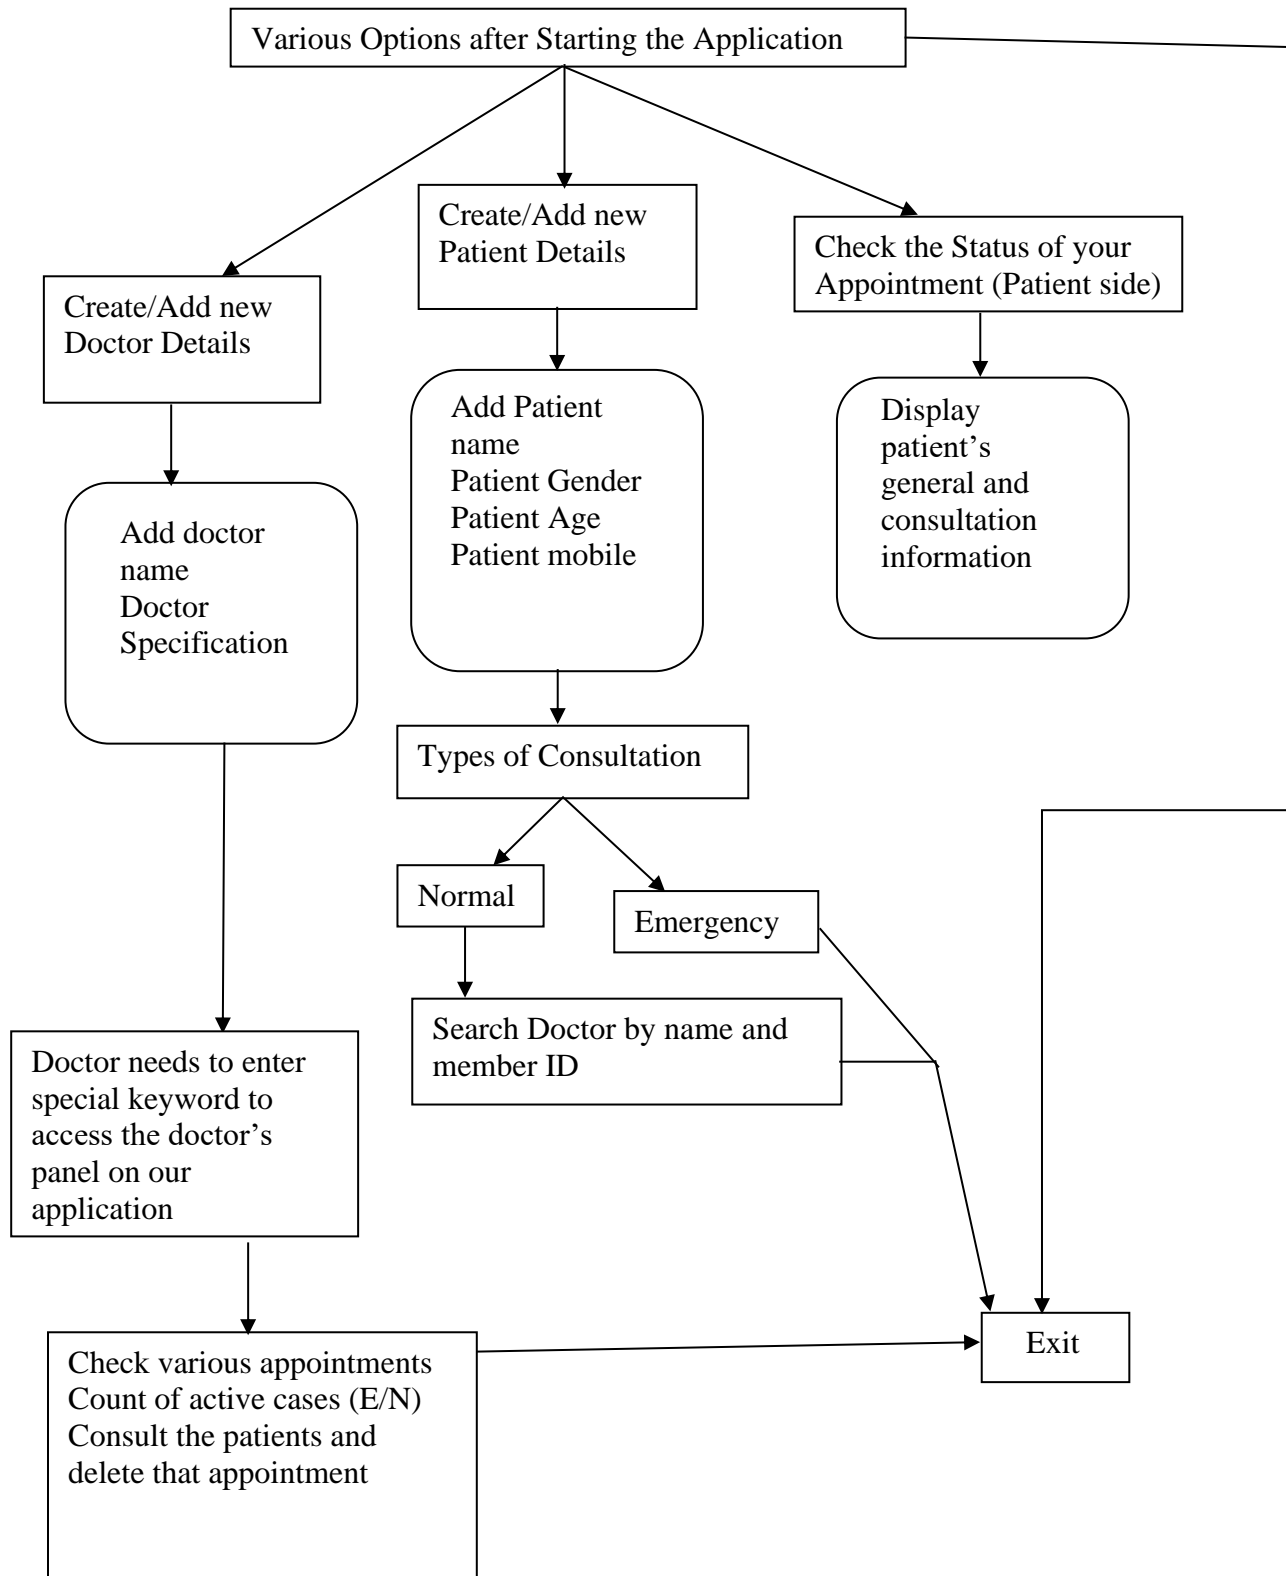 Various Options after Starting the Application
Create/Add new
Patient Details
Check the Status of your
Appointment (Patient side)
Create/Add new
Doctor Details
Add Patient
name
Patient Gender
Patient Age
Patient mobile
Display
patient’s
general and
consultation
information
Add doctor
name
Doctor
Specification
Types of Consultation
Normal
Emergency
Search Doctor by name and
member ID
Doctor needs to enter
special keyword to
access the doctor’s
panel on our
application
Exit
Check various appointments
Count of active cases (E/N)
Consult the patients and
delete that appointment